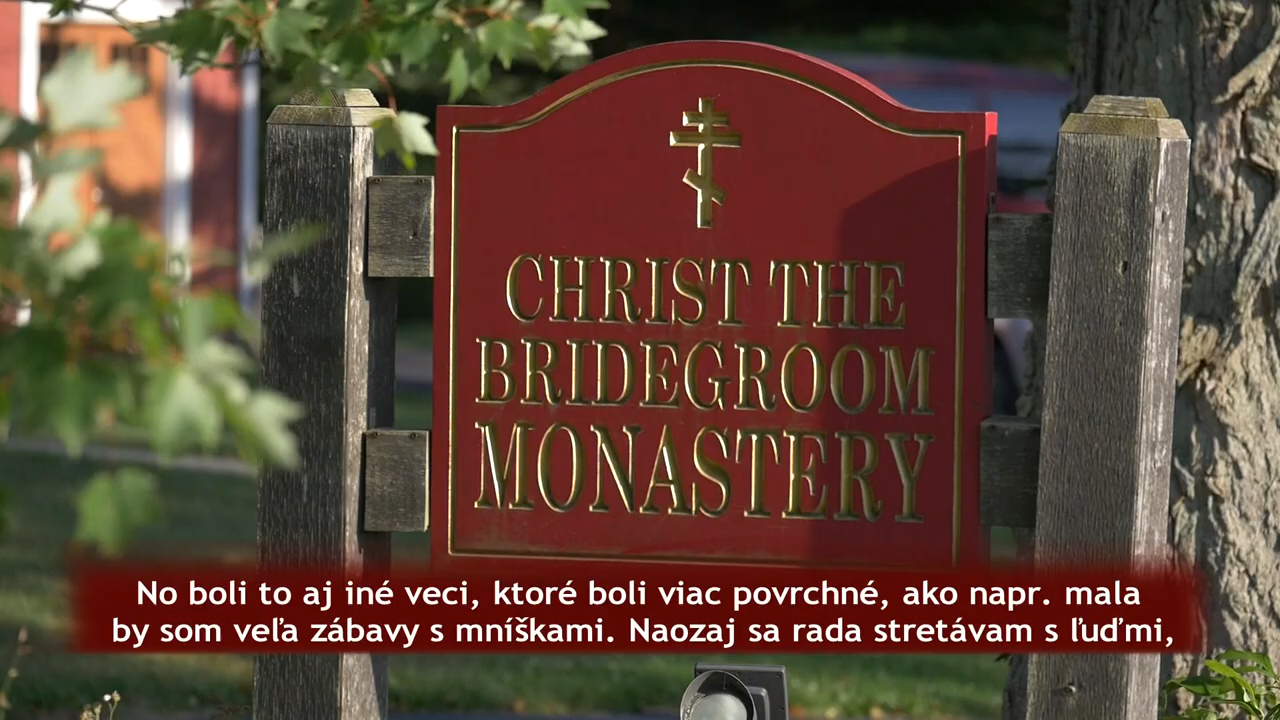 CHRIST THE
BRIDEGROOM
MONASTERY
No boli to aj iné veci, ktoré boli viac povrchné, ako napr. mala
by som veľa zábavy s mníškami. Naozaj sa rada stretávam s ľuďmi,